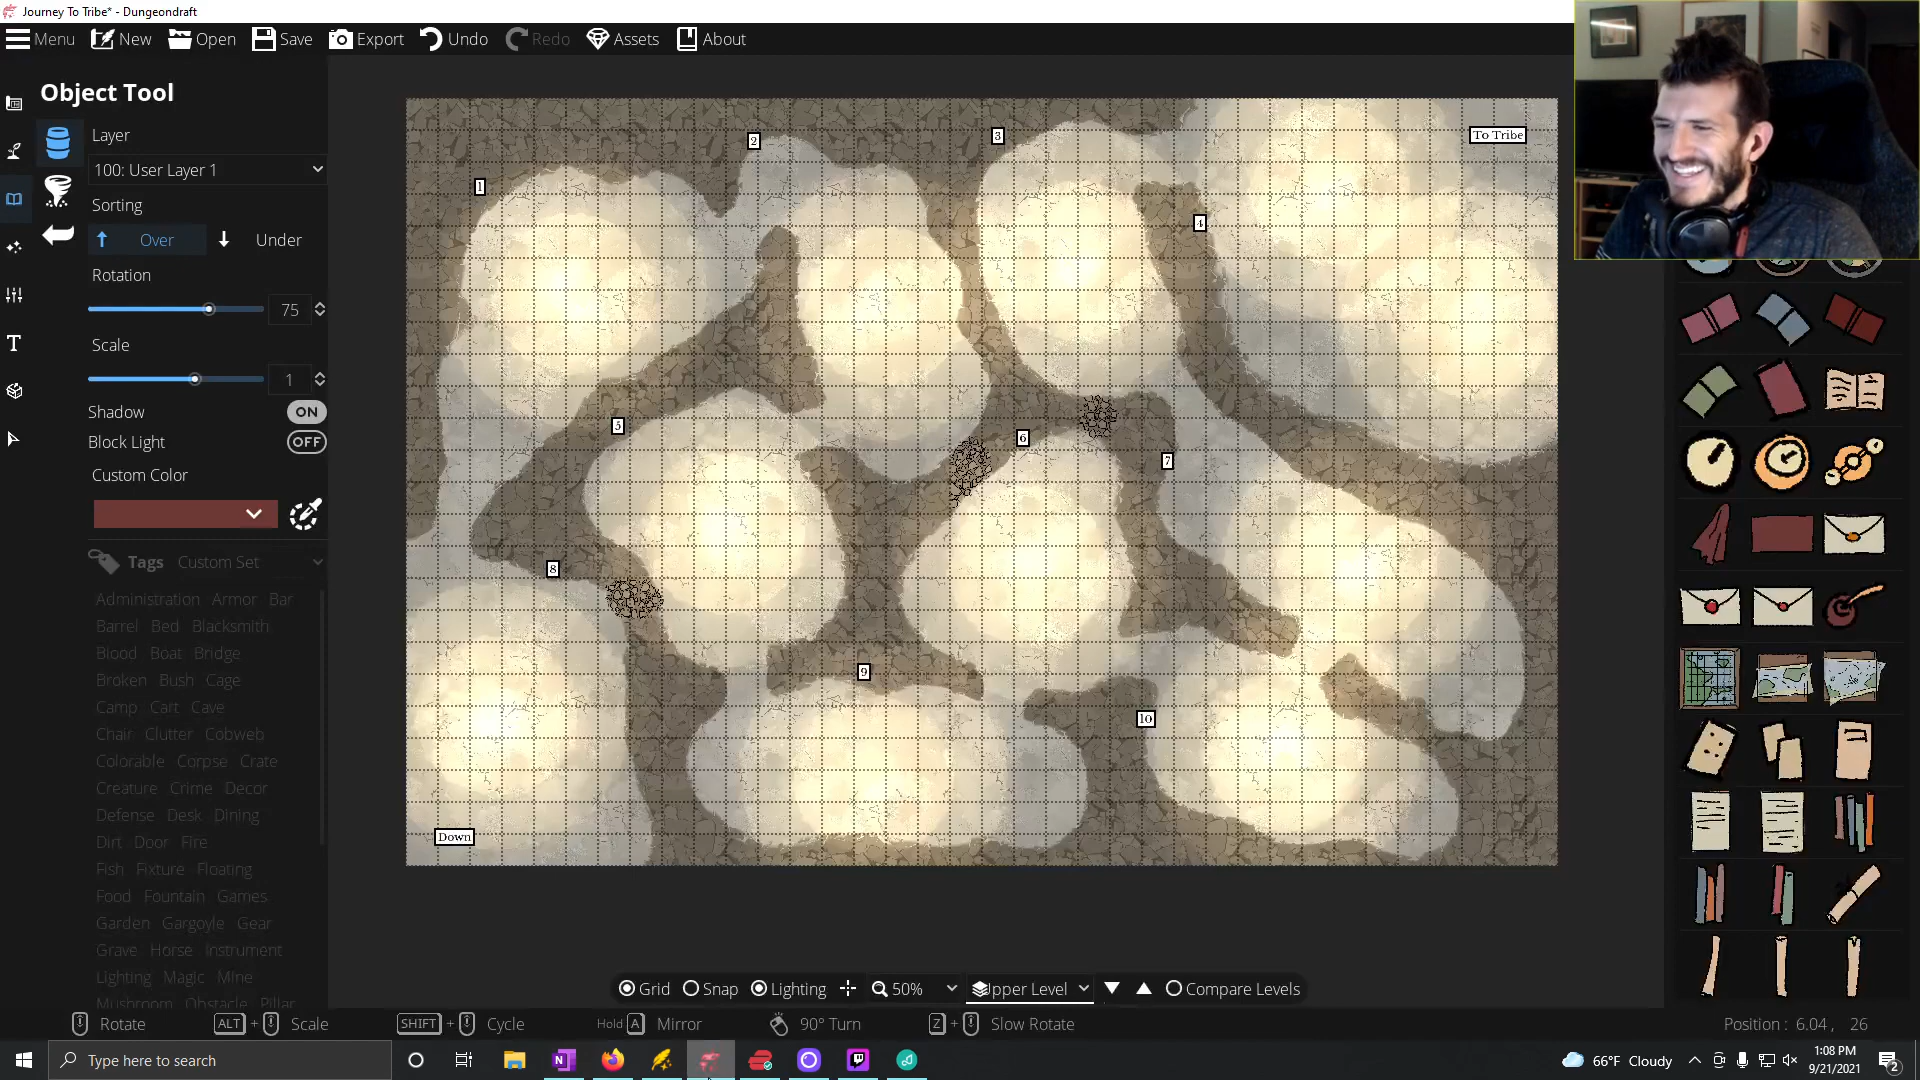 Journey To Tribe* - Dungeondraft
Menu New Open Save Export Undo Redo Assets About
Object Tool
Layer
100: User Layer 1
Sorting
Over Under
Rotation
75
Scale
1
Shadow ON
Block Light OFF
Custom Color
Tags Custom Set
Administration Armor Bar
Barrel Bed Blacksmith
Blood Boat Bridge
Broken Bush Cage
Camp Cart Cave
Chair Clutter Cobweb
Colorable Corpse Crate
Creature Crime Decor
Defense Desk Dining
Dirt Door Fire
Fish Fixture Floating
Food Fountain Games
Garden Gargoyle Gear
Grave Horse Instrument
Lighting Magic Mine
Mushroom Obstacle Pillar
1
2
3
To Tribe
4
5
6
7
8
9
10
Down
Grid Snap Lighting 50% Upper Level Compare Levels
Rotate ALT + Scale SHIFT + Cycle Hold A Mirror 90° Turn Z + Slow Rotate Position : 6.04, 26
Type here to search
N
66°F Cloudy
1:08 PM
9/21/2021
2